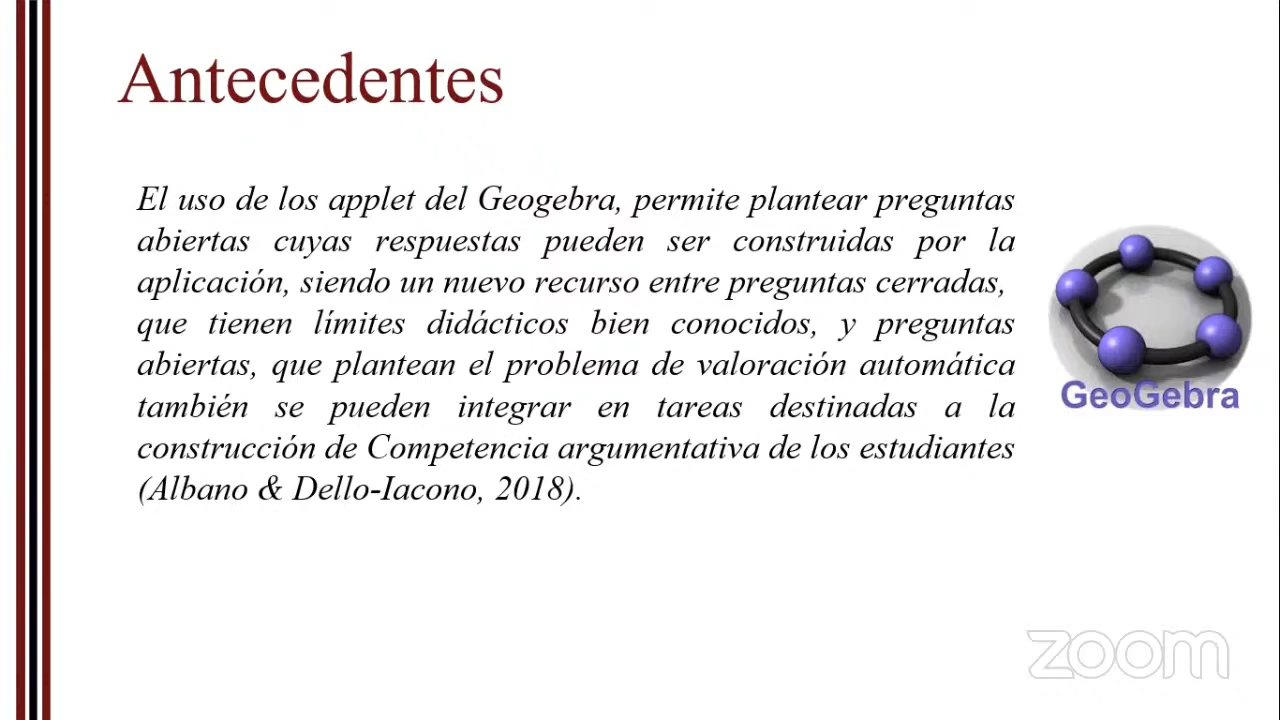 Antecedentes
El uso de los applet del Geogebra, permite plantear preguntas
abiertas cuyas respuestas pueden ser construidas por la
aplicación, siendo un nuevo recurso entre preguntas cerradas,
que tienen límites didácticos bien conocidos, y preguntas
abiertas, que plantean el problema de valoración automática
también se pueden integrar en tareas destinadas a la
construcción de Competencia argumentativa de los estudiantes
(Albano & Dello-Iacono, 2018).
GeoGebra
zoom